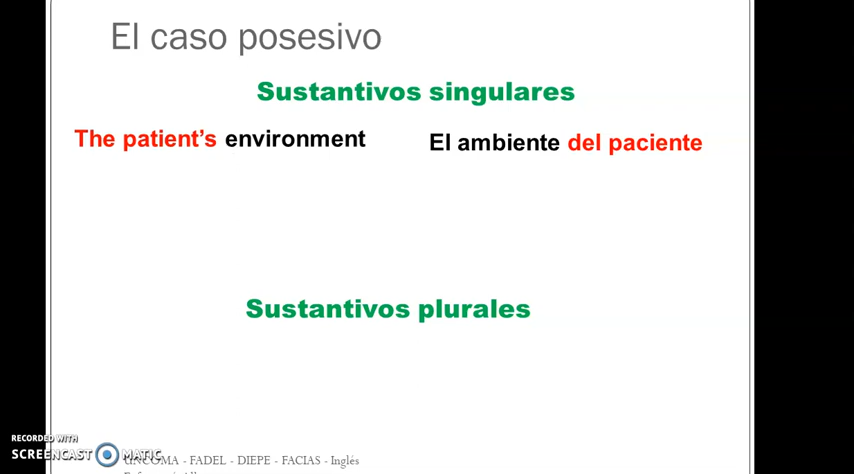 El caso posesivo
Sustantivos singulares
The patient's environment
El ambiente del paciente
Sustantivos plurales
RECORDED WITH
SCREENCAST MATIC
UNCOMA - FADEL - DIEPE - FACIAS - Inglés